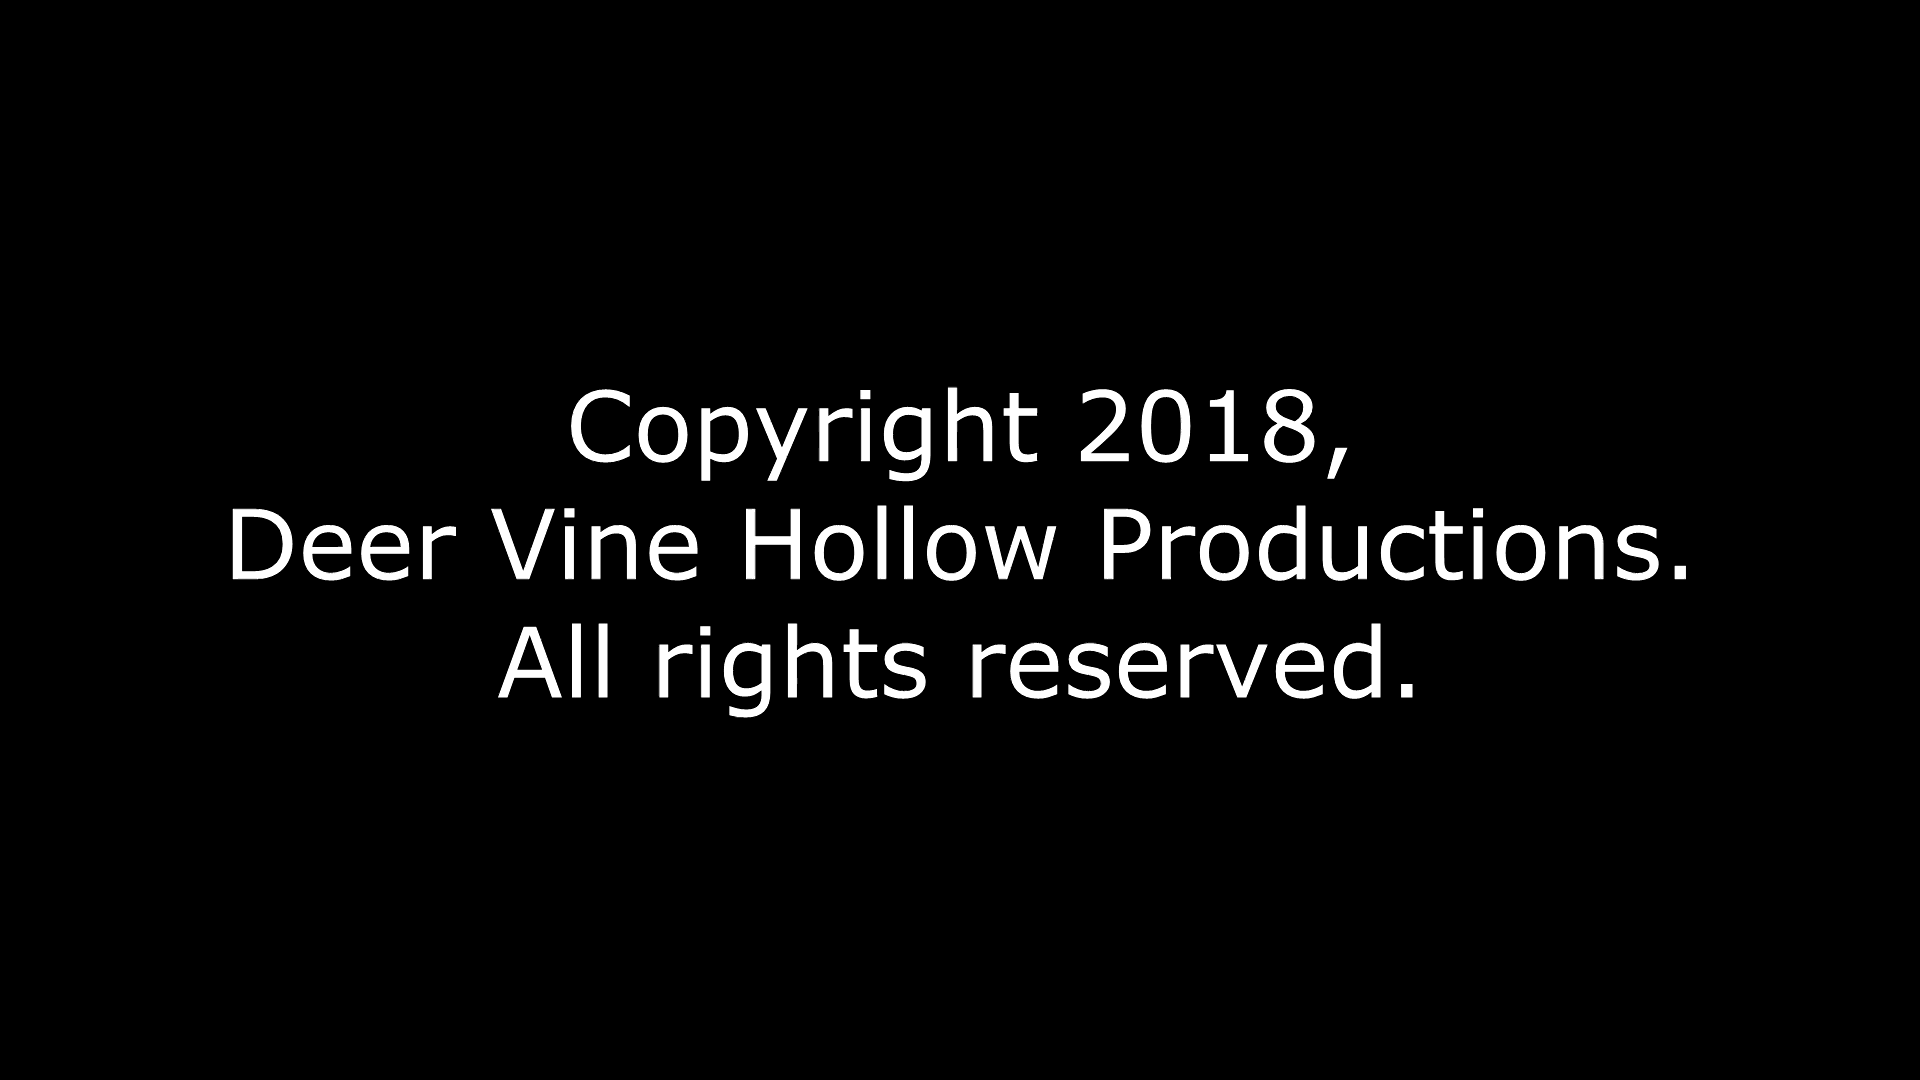 Copyright 2018,
Deer Vine Hollow Productions.
All rights reserved.